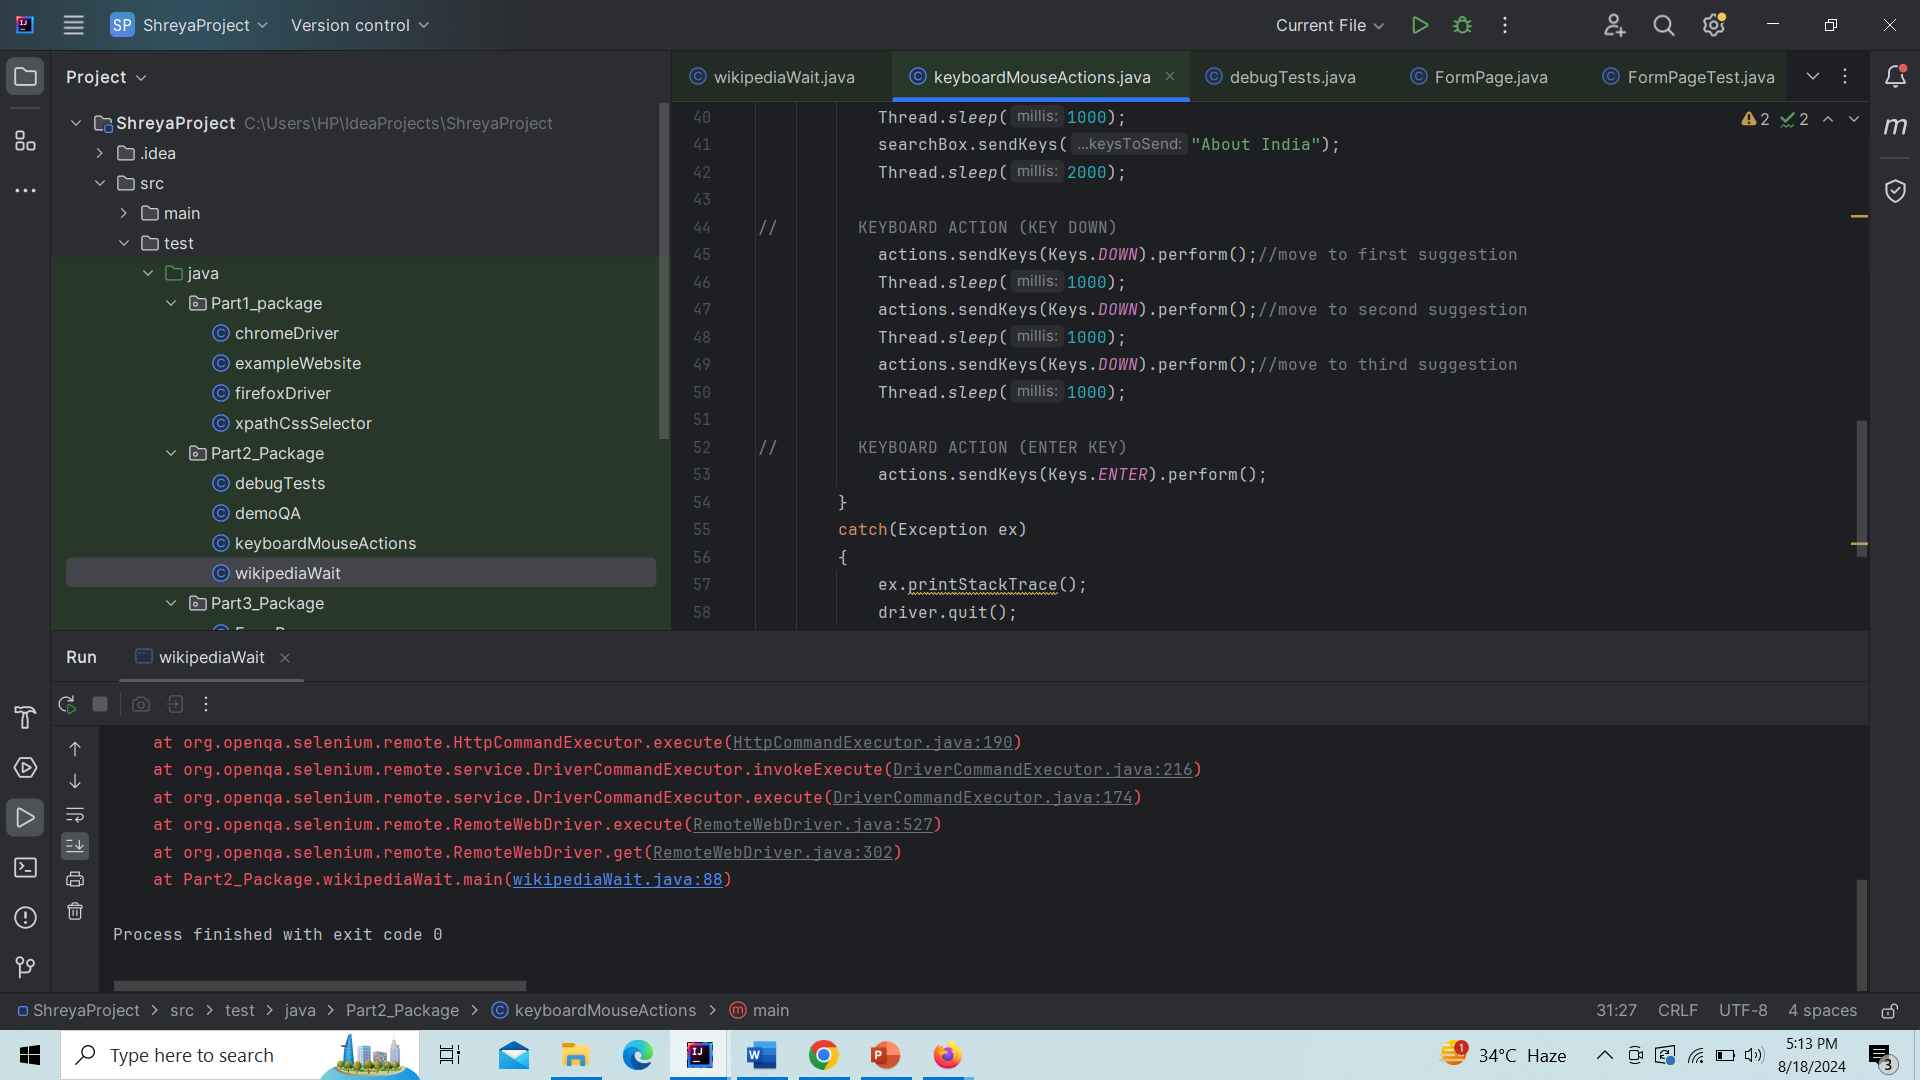 SP ShreyaProject Version control Current File
Project
wikipediaWait.java keyboardMouseActions.java debugTests.java FormPage.java FormPageTest.java
ShreyaProject C:\Users\HP\IdeaProjects\ShreyaProject
.idea
src
main
test
java
Part1_package
chromeDriver
exampleWebsite
firefoxDriver
xpathCssSelector
Part2_Package
debugTests
demoQA
keyboardMouseActions
wikipediaWait
Part3_Package
2 2
m
40 Thread.sleep( millis: 1000);
41 searchBox.sendKeys( ...keysToSend: "About India");
42 Thread.sleep( millis: 2000);
43
44 // KEYBOARD ACTION (KEY DOWN)
45 actions.sendKeys(Keys.DOWN).perform();//move to first suggestion
46 Thread.sleep( millis: 1000);
47 actions.sendKeys(Keys.DOWN).perform();//move to second suggestion
48 Thread.sleep( millis: 1000);
49 actions.sendKeys(Keys.DOWN).perform();//move to third suggestion
50 Thread.sleep( millis: 1000);
51
52 // KEYBOARD ACTION (ENTER KEY)
53 actions.sendKeys(Keys.ENTER).perform();
54 }
55 catch(Exception ex)
56 {
57 ex.printStackTrace();
58 driver.quit();
Run wikipediaWait
at org.openqa.selenium.remote.HttpCommandExecutor.execute(HttpCommandExecutor.java:190)
at org.openqa.selenium.remote.service.DriverCommandExecutor.invokeExecute(DriverCommandExecutor.java:216)
at org.openqa.selenium.remote.service.DriverCommandExecutor.execute(DriverCommandExecutor.java:174)
at org.openqa.selenium.remote.RemoteWebDriver.execute(RemoteWebDriver.java:527)
at org.openqa.selenium.remote.RemoteWebDriver.get(RemoteWebDriver.java:302)
at Part2_Package.wikipediaWait.main(wikipediaWait.java:88)
Process finished with exit code 0
ShreyaProject > src > test > java > Part2_Package > keyboardMouseActions > main 31:27 CRLF UTF-8 4 spaces
Type here to search 1 34°C Haze 5:13 PM
8/18/2024 3